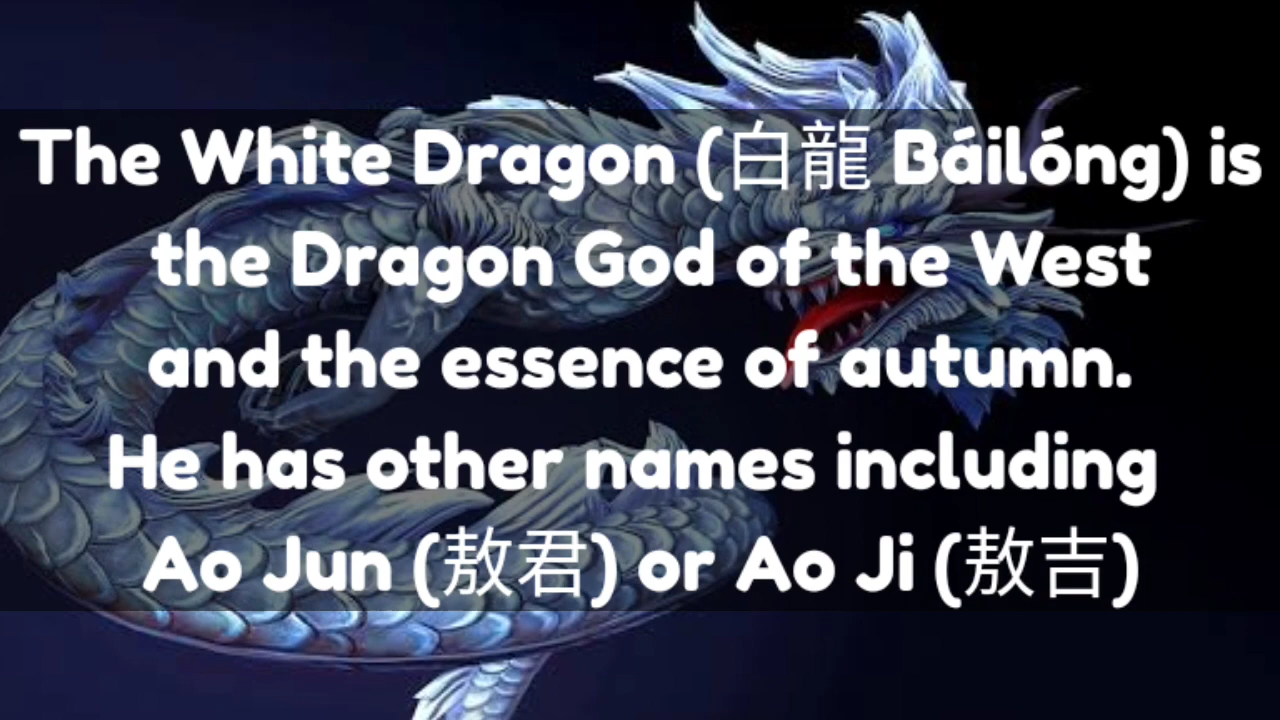 The White Dragon (白龍 Báilóng) is
the Dragon God of the West
and the essence of autumn.
He has other names including
Ao Jun (敖君) or Ao Ji (敖吉)